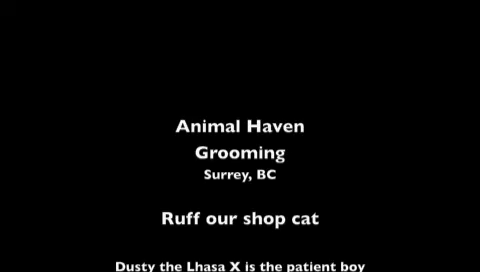 Animal Haven
Grooming
Surrey, BC
Ruff our shop cat
Dusty the Lhasa X is the patient boy